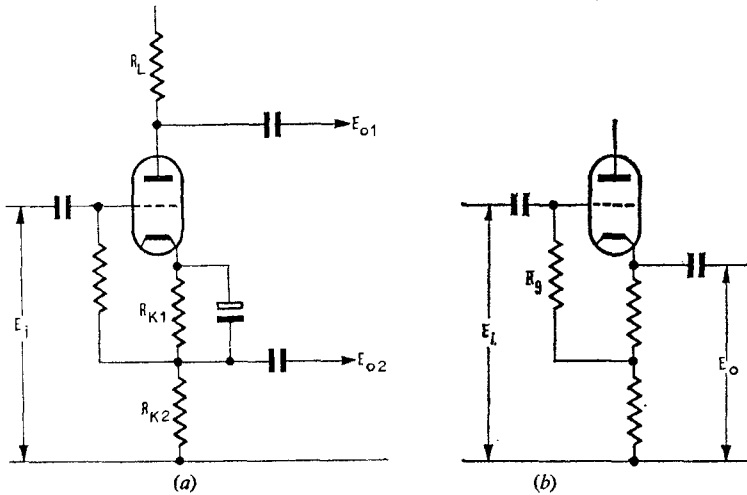 R_L
E_o1
E_i
R_K1
E_o2
R_K2
(a)
R_g
E_i
E_o
(b)